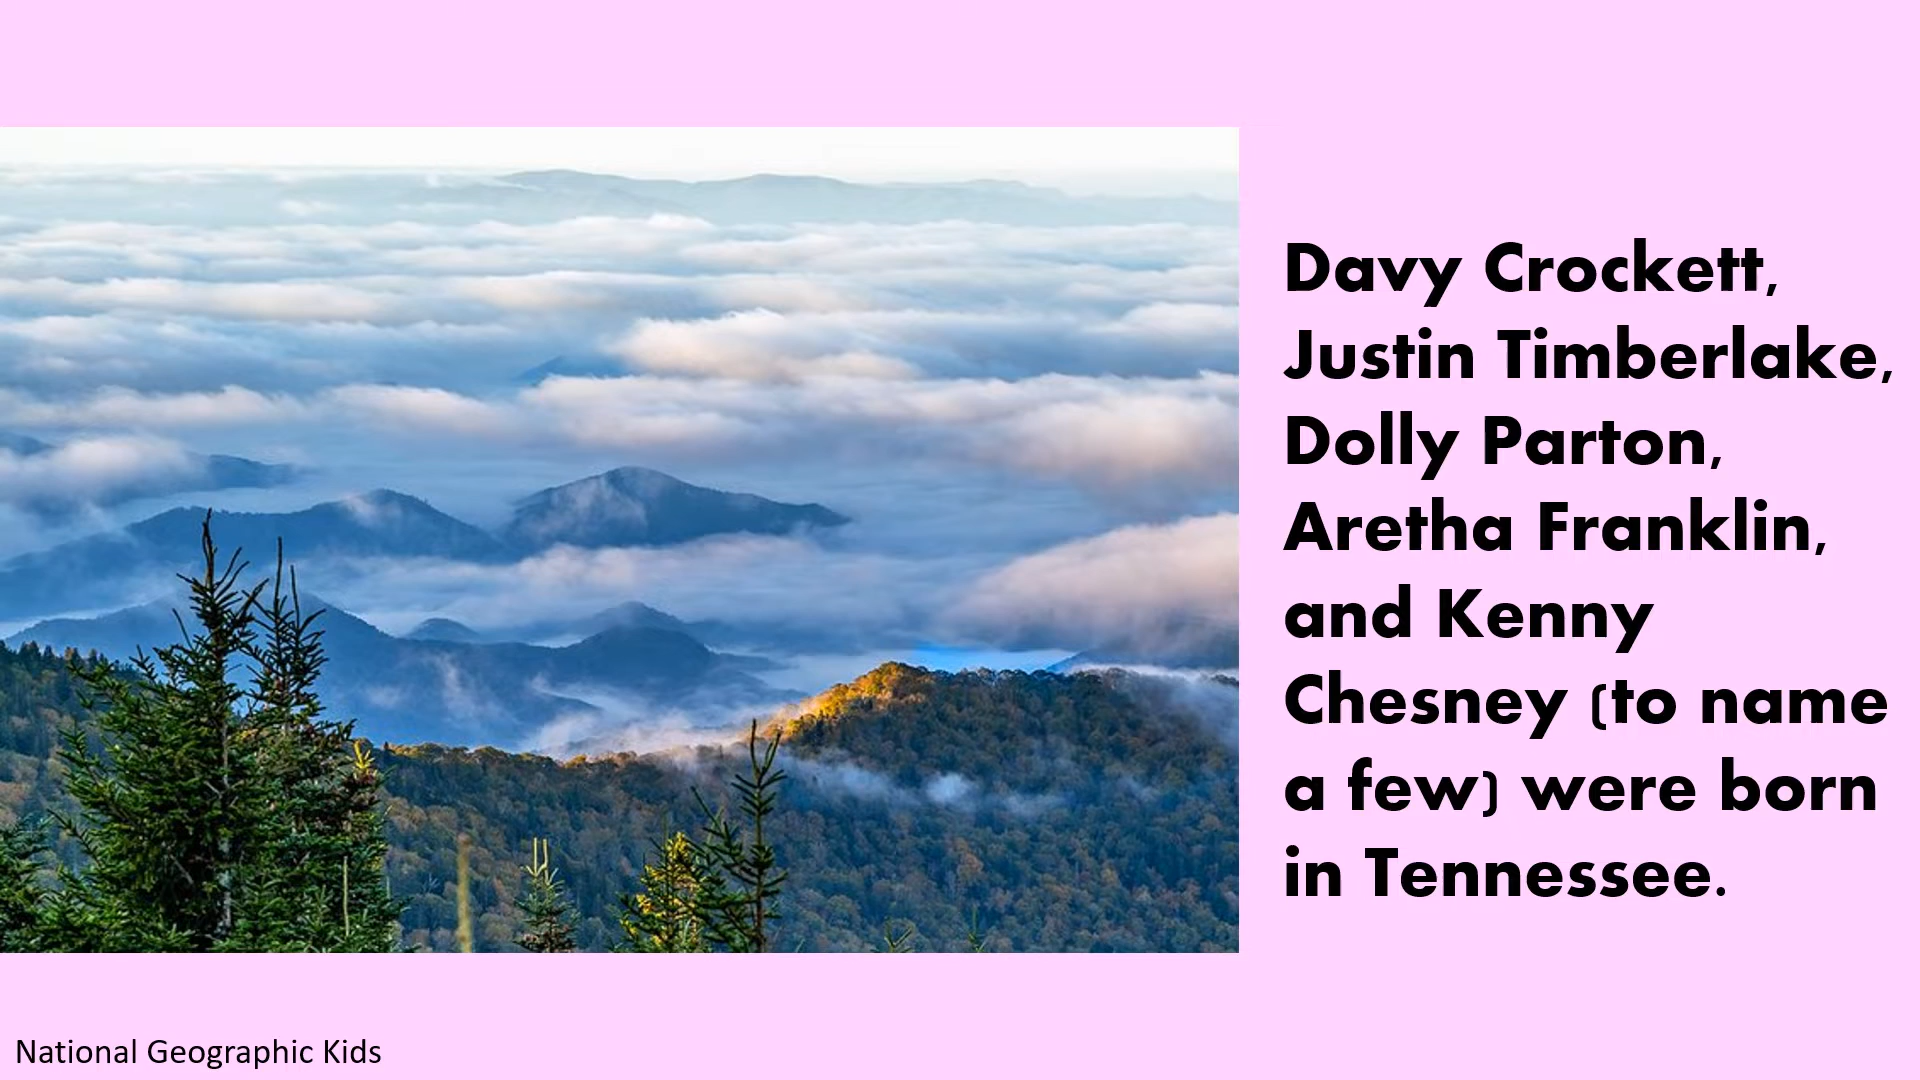 Davy Crockett,
Justin Timberlake,
Dolly Parton,
Aretha Franklin,
and Kenny
Chesney (to name
a few) were born
in Tennessee.
National Geographic Kids